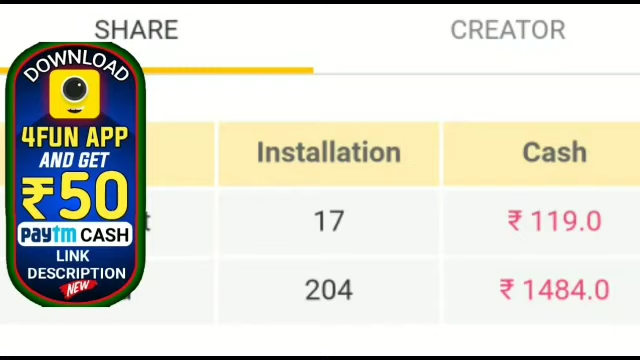 SHARE CREATOR
DOWNLOAD
4FUN APP
AND GET
₹50
paytm CASH
LINK
DESCRIPTION
NEW
Installation Cash
17 ₹ 119.0
204 ₹ 1484.0